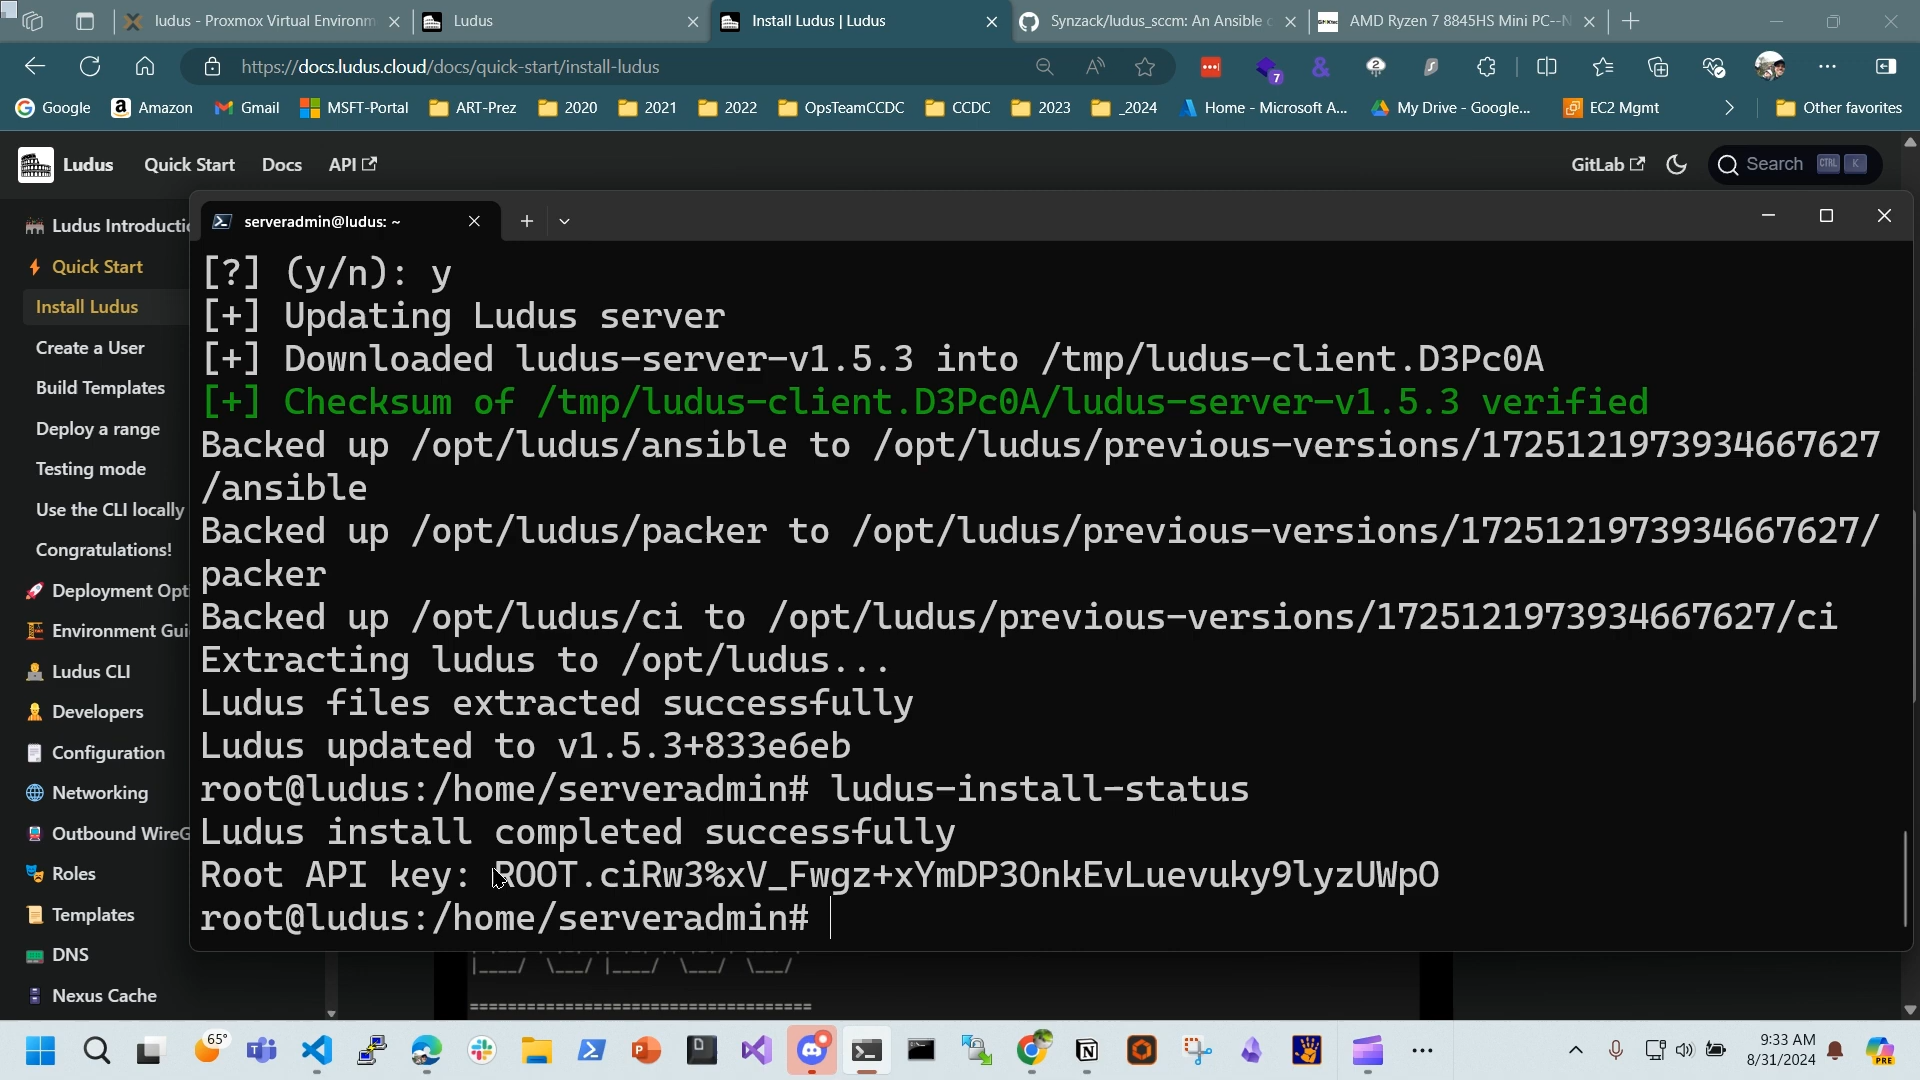 ludus - Proxmox Virtual Environm
Ludus
Install Ludus | Ludus
Synzack/ludus_sccm: An Ansible c
AMD Ryzen 7 8845HS Mini PC--N
https://docs.ludus.cloud/docs/quick-start/install-ludus
7
2
Google
Amazon
Gmail
MSFT-Portal
ART-Prez
2020
2021
2022
OpsTeamCCDC
CCDC
2023
_2024
Home - Microsoft A...
My Drive - Google...
EC2 Mgmt
Other favorites
Ludus
Quick Start
Docs
API
GitLab
Search
CTRL
K
serveradmin@ludus: ~
Ludus Introductio
Quick Start
Install Ludus
Create a User
Build Templates
Deploy a range
Testing mode
Use the CLI locally
Congratulations!
Deployment Opt
Environment Gui
Ludus CLI
Developers
Configuration
Networking
Outbound WireG
Roles
Templates
DNS
Nexus Cache
[?] (y/n): y
[+] Updating Ludus server
[+] Downloaded ludus-server-v1.5.3 into /tmp/ludus-client.D3Pc0A
[+] Checksum of /tmp/ludus-client.D3Pc0A/ludus-server-v1.5.3 verified
Backed up /opt/ludus/ansible to /opt/ludus/previous-versions/1725121973934667627
/ansible
Backed up /opt/ludus/packer to /opt/ludus/previous-versions/1725121973934667627/
packer
Backed up /opt/ludus/ci to /opt/ludus/previous-versions/1725121973934667627/ci
Extracting ludus to /opt/ludus...
Ludus files extracted successfully
Ludus updated to v1.5.3+833e6eb
root@ludus:/home/serveradmin# ludus-install-status
Ludus install completed successfully
Root API key: ROOT.ciRw3%xV_Fwgz+xYmDP3OnkEvLuevuky9lyzUWpO
root@ludus:/home/serveradmin#
================================
65°
PRE
9:33 AM
8/31/2024